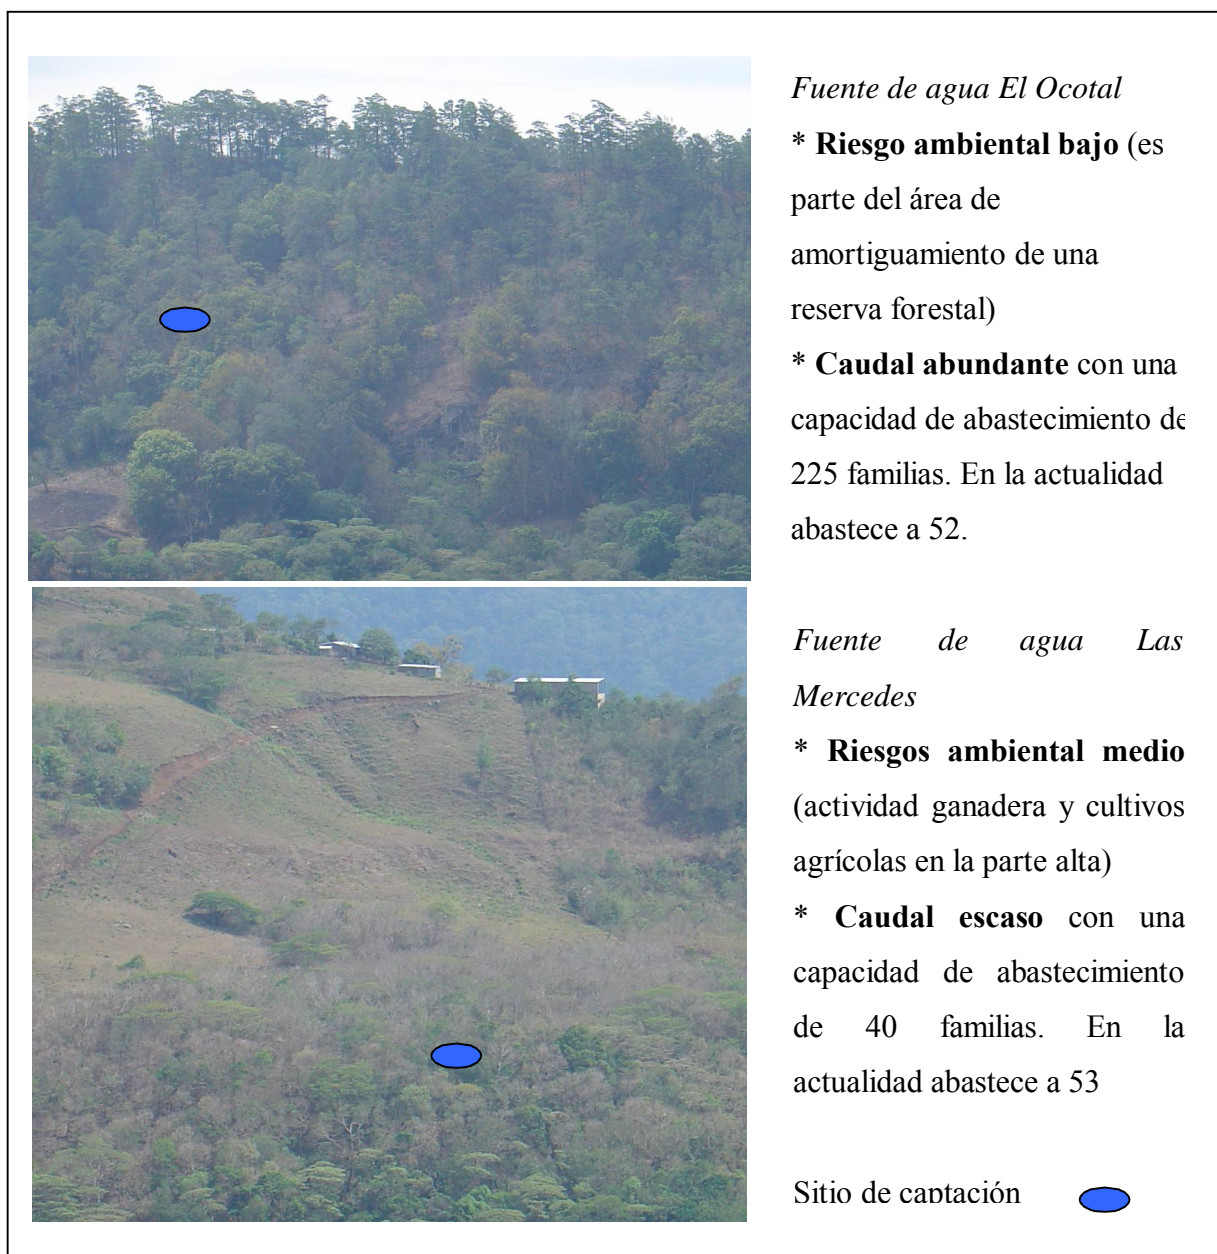 Fuente de agua El Ocotal
* Riesgo ambiental bajo (es
parte del área de
amortiguamiento de una
reserva forestal)
* Caudal abundante con una
capacidad de abastecimiento de
225 familias. En la actualidad
abastece a 52.
Fuente de agua Las
Mercedes
* Riesgos ambiental medio
(actividad ganadera y cultivos
agrícolas en la parte alta)
* Caudal escaso con una
capacidad de abastecimiento
de 40 familias. En la
actualidad abastece a 53
Sitio de captación